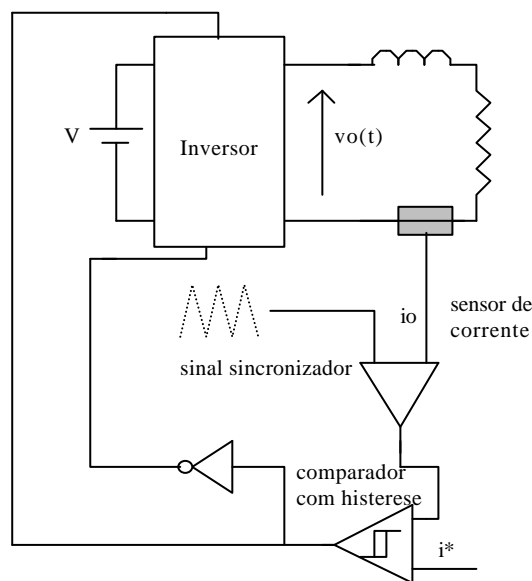 V
Inversor
vo(t)
sinal sincronizador
io
sensor de
corrente
comparador
com histerese
i*